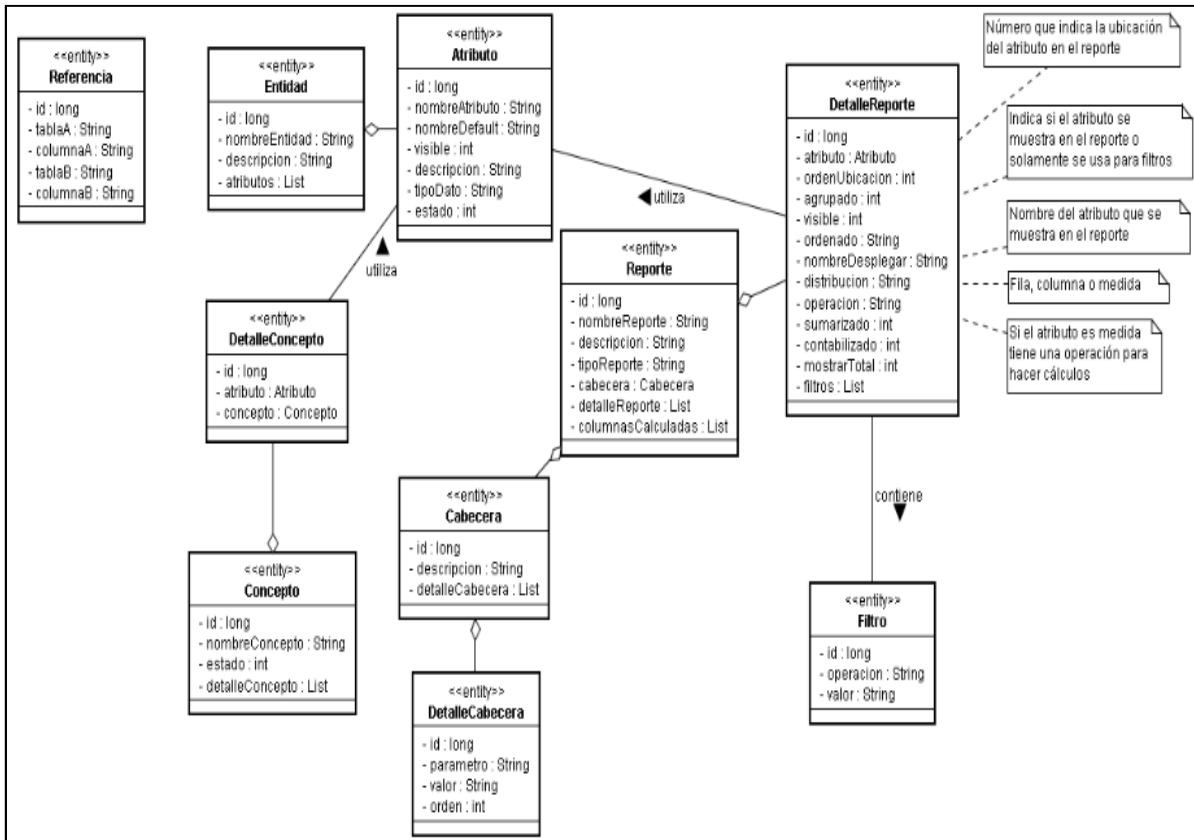 <<entity>>
Referencia
- id : long
- tablaA : String
- columnaA : String
- tablaB : String
- columnaB : String
<<entity>>
Entidad
- id : long
- nombreEntidad : String
- descripcion : String
- atributos : List
<<entity>>
Atributo
- id : long
- nombreAtributo : String
- nombreDefault : String
- visible : int
- descripcion : String
- tipoDato : String
- estado : int
<<entity>>
DetalleReporte
- id : long
- atributo : Atributo
- ordenUbicacion : int
- agrupado : int
- visible : int
- ordenado : String
- nombreDesplegar : String
- distribucion : String
- operacion : String
- sumarizado : int
- contabilizado : int
- mostrarTotal : int
- filtros : List
Número que indica la ubicación
del atributo en el reporte
Indica si el atributo se
muestra en el reporte o
solamente se usa para filtros
Nombre del atributo que se
muestra en el reporte
Fila, columna o medida
Si el atributo es medida
tiene una operación para
hacer cálculos
utiliza
utiliza
<<entity>>
Reporte
- id : long
- nombreReporte : String
- descripcion : String
- tipoReporte : String
- cabecera : Cabecera
- detalleReporte : List
- columnasCalculadas : List
<<entity>>
DetalleConcepto
- id : long
- atributo : Atributo
- concepto : Concepto
<<entity>>
Cabecera
- id : long
- descripcion : String
- detalleCabecera : List
contiene
<<entity>>
Concepto
- id : long
- nombreConcepto : String
- estado : int
- detalleConcepto : List
<<entity>>
Filtro
- id : long
- operacion : String
- valor : String
<<entity>>
DetalleCabecera
- id : long
- parametro : String
- valor : String
- orden : int